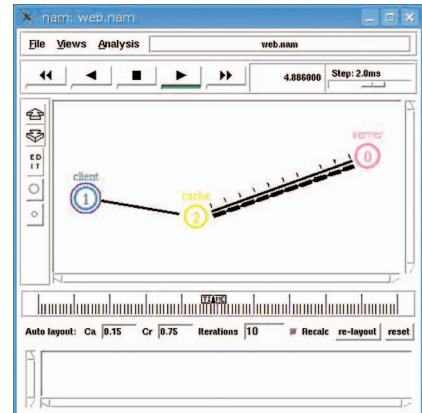 nam: web.nam
File Views Analysis web.nam
4.886000 Step: 2.0ms
ED
IT
server
0
client
1
cache
2
TIME
Auto layout: Ca 0.15 Cr 0.75 Iterations 10 Recalc re-layout reset